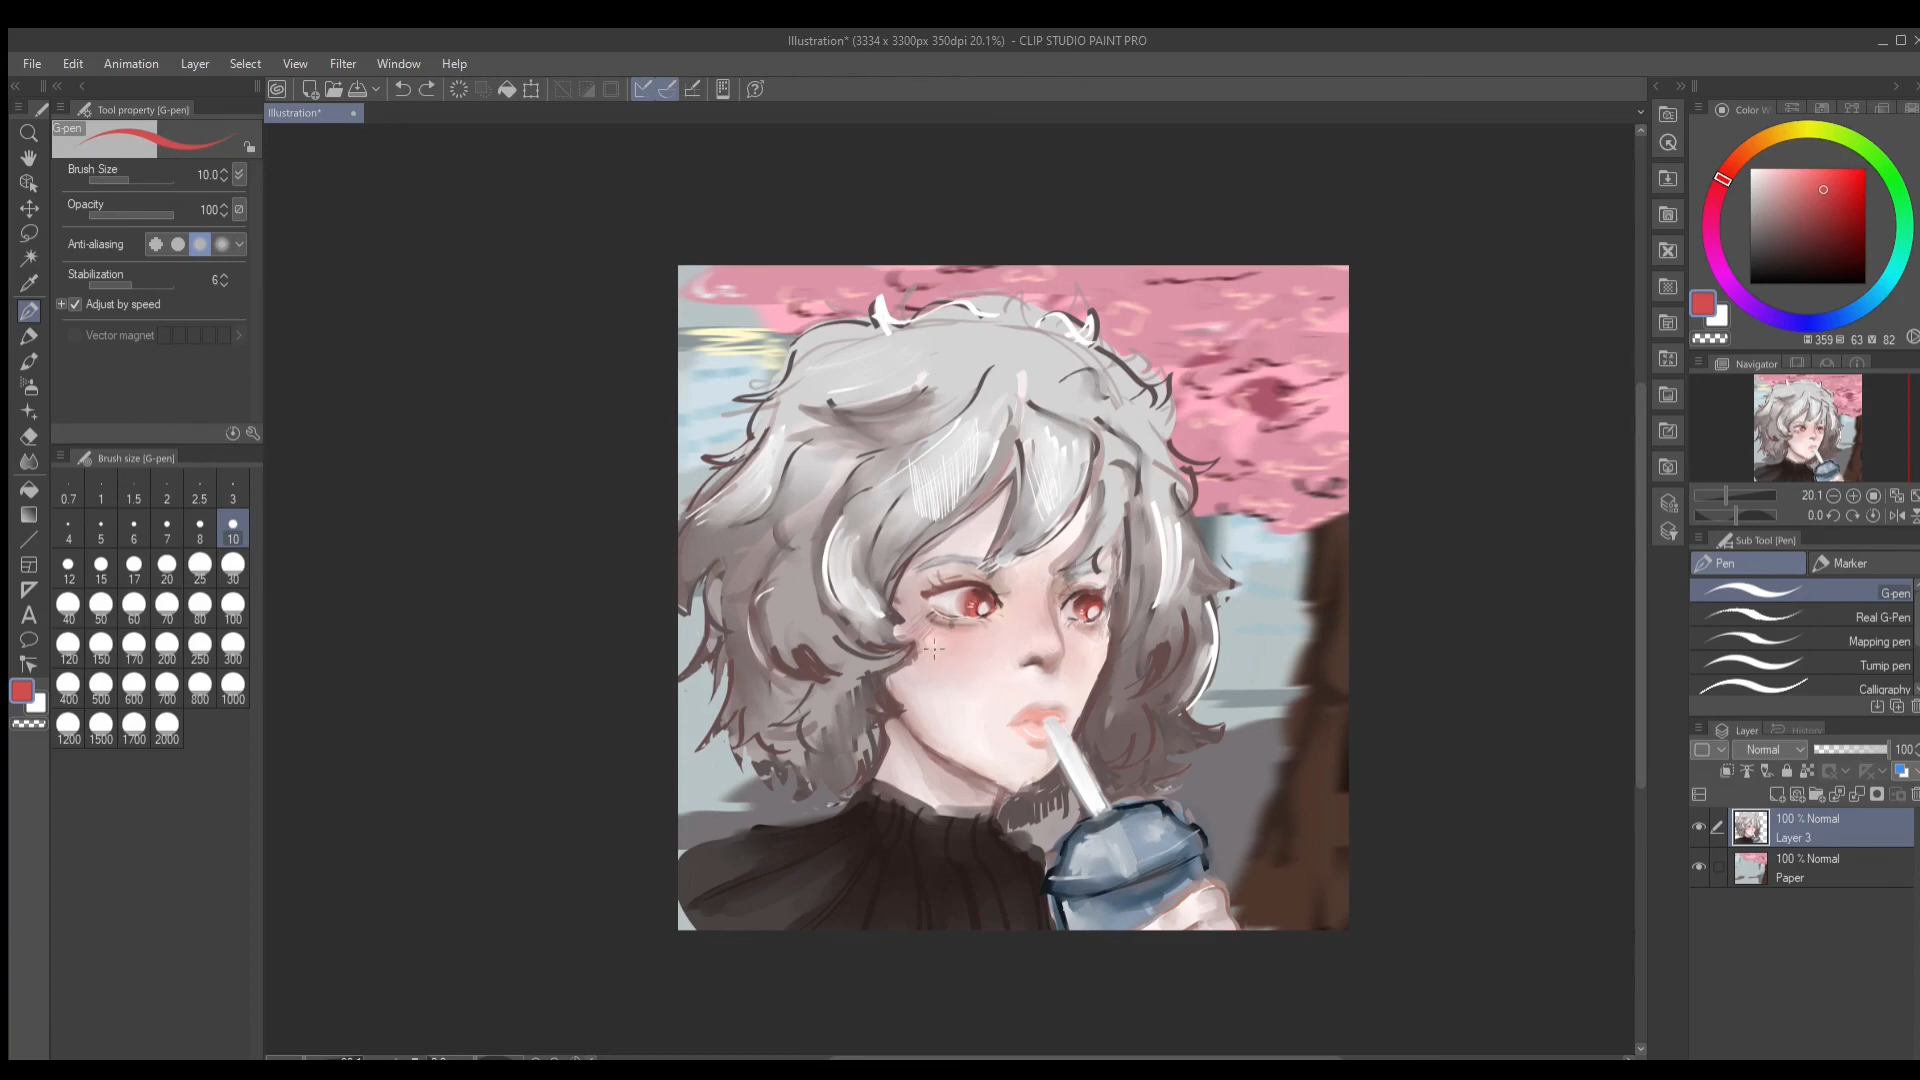 Illustration* (3334 x 3300px 350dpi 20.1%) - CLIP STUDIO PAINT PRO
File Edit Animation Layer Select View Filter Window Help
Tool property [G-pen]
Illustration*
G-pen
Brush Size 10.0
Opacity 100
Anti-aliasing
Stabilization 6
Adjust by speed
Vector magnet
Brush size [G-pen]
0.7 1 1.5 2 2.5 3
4 5 6 7 8 10
12 15 17 20 25 30
40 50 60 70 80 100
120 150 170 200 250 300
400 500 600 700 800 1000
1200 1500 1700 2000
Color W
H 359 S 63 V 82
Navigator
20.1
0.0
Sub Tool [Pen]
Pen Marker
G-pen
Real G-Pen
Mapping pen
Turnip pen
Calligraphy
Layer History
Normal 100
100 % Normal
Layer 3
100 % Normal
Paper